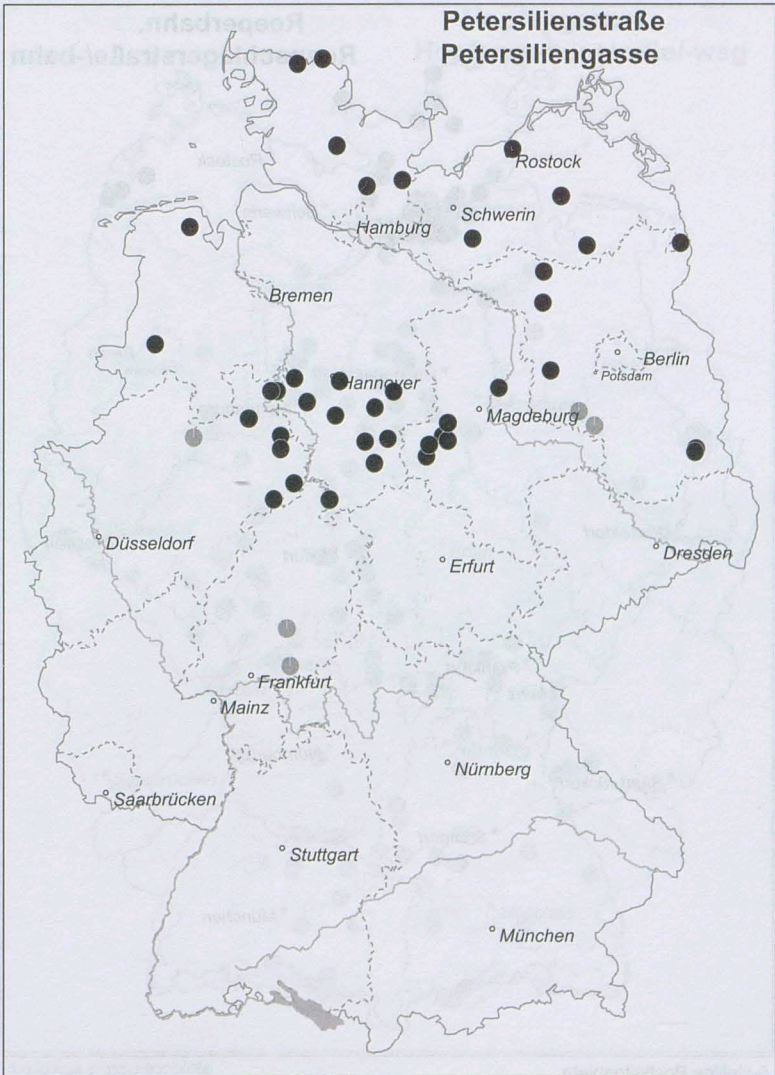 Petersilienstraße
Petersiliengasse
Rostock
Schwerin
Hamburg
Bremen
Berlin
Potsdam
Hannover
Magdeburg
Düsseldorf
Erfurt
Dresden
Frankfurt
Mainz
Nürnberg
Saarbrücken
Stuttgart
München